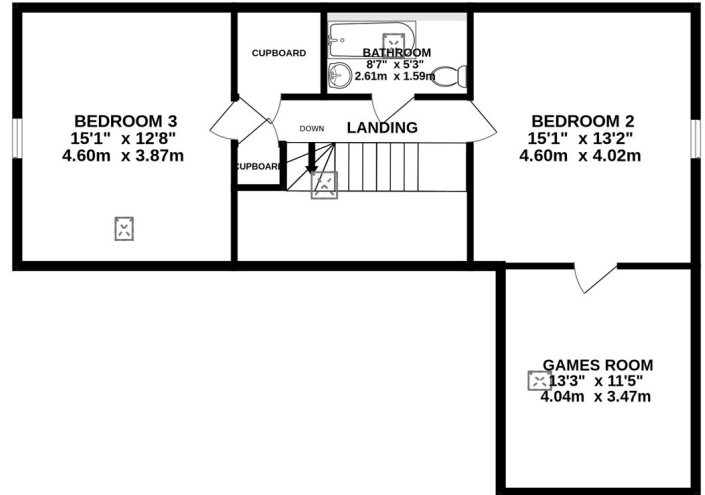 CUPBOARD
BATHROOM
8'7" x 5'3"
2.61m x 1.59m
BEDROOM 3
15'1" x 12'8"
4.60m x 3.87m
DOWN
LANDING
BEDROOM 2
15'1" x 13'2"
4.60m x 4.02m
CUPBOARD
GAMES ROOM
13'3" x 11'5"
4.04m x 3.47m